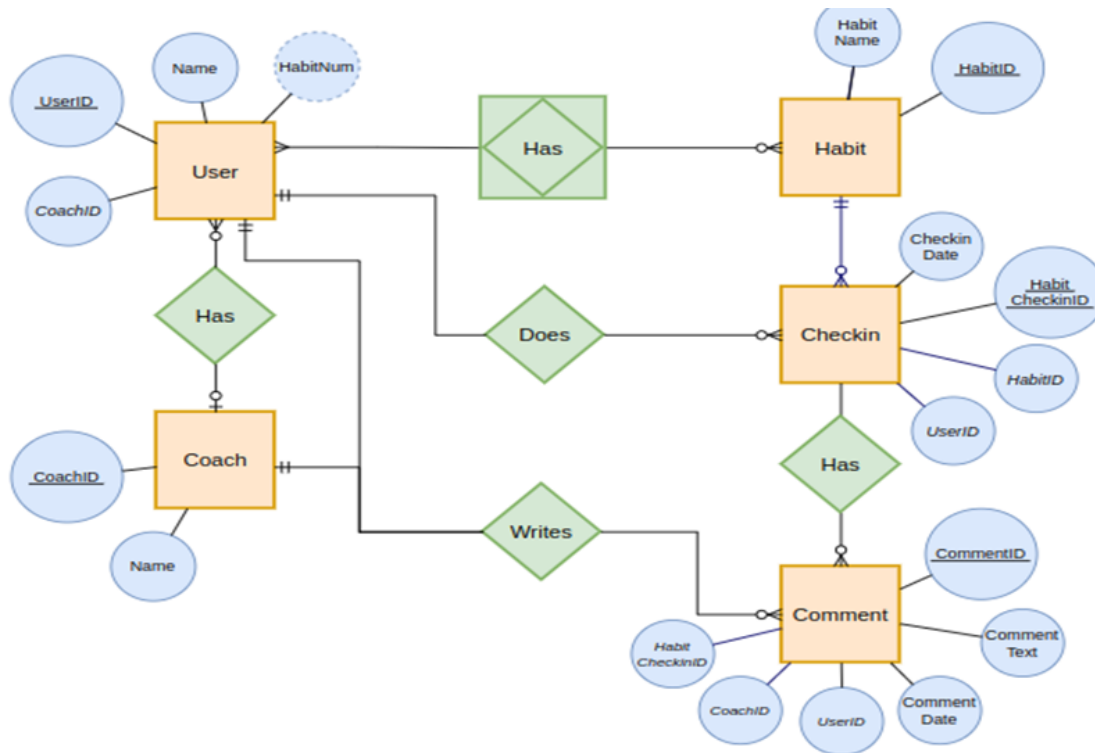 Habit
Name
Name
HabitNum
HabitID
UserID
Has
Habit
User
CoachID
Checkin
Date
Habit
CheckinID
Has
Does
Checkin
HabitID
UserID
Coach
CoachID
Has
Writes
Name
CommentID
Comment
Comment
Text
Habit
CheckinID
CoachID
UserID
Comment
Date